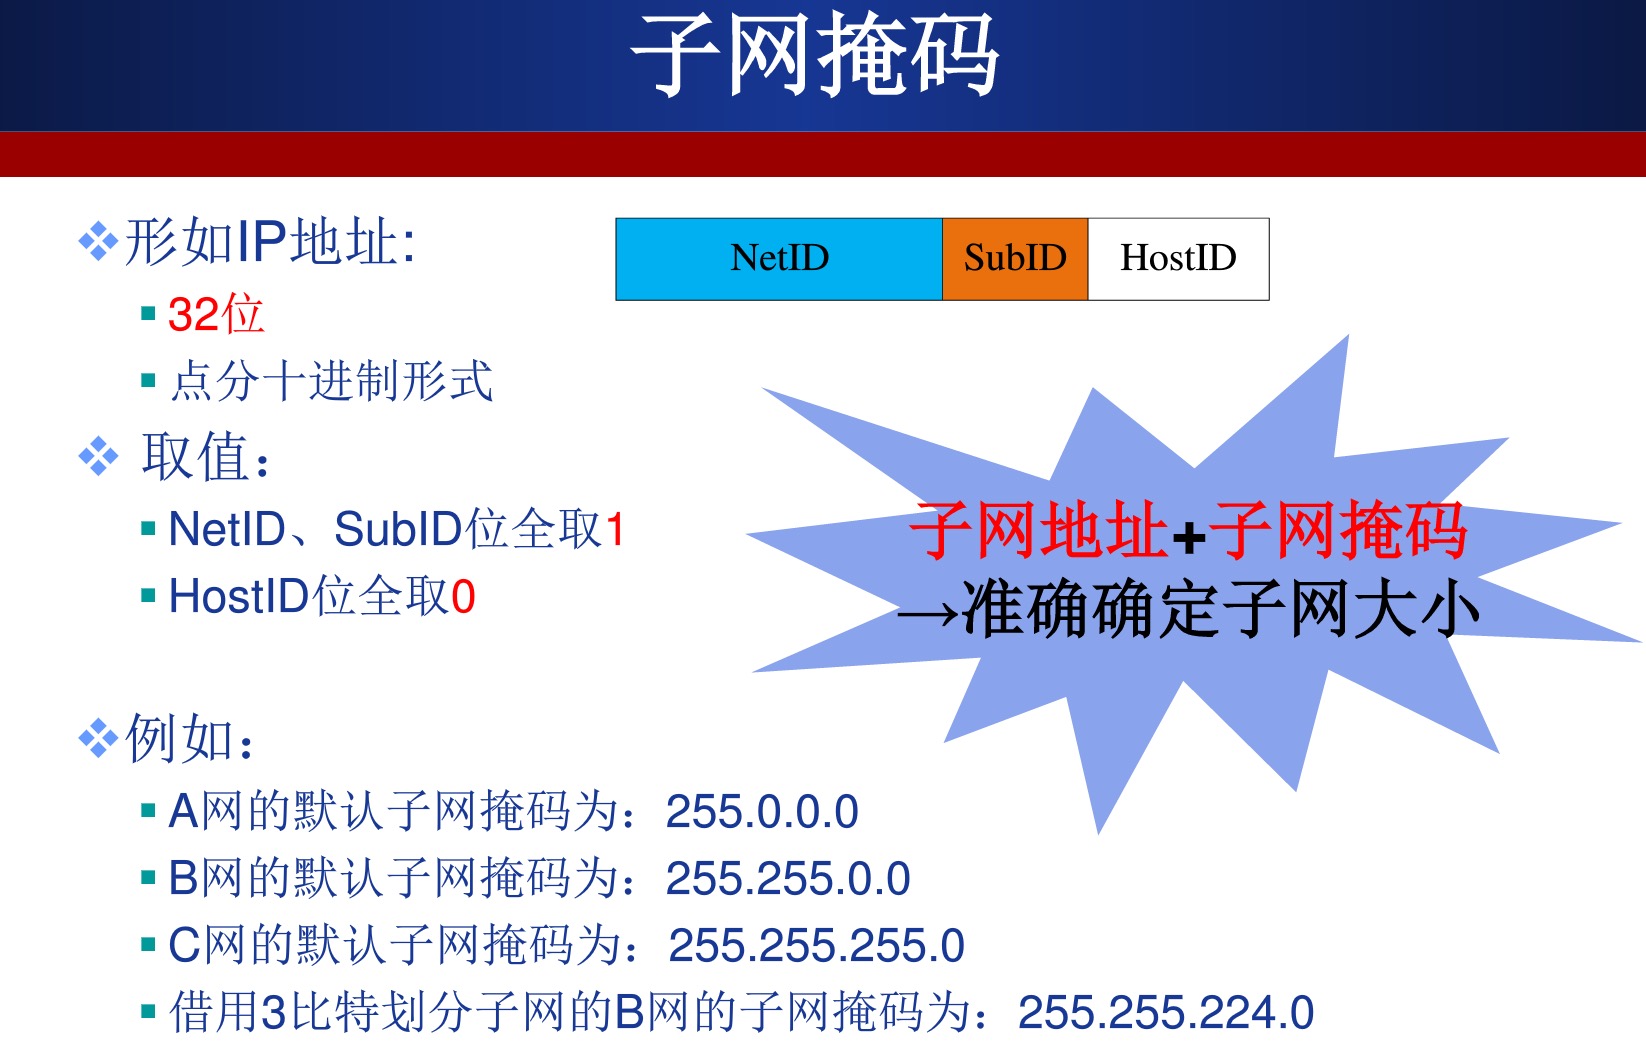 子网掩码
形如IP地址:
32位
点分十进制形式
NetID SubID HostID
取值：
NetID、SubID位全取1
HostID位全取0
子网地址+子网掩码
→准确确定子网大小
例如：
A网的默认子网掩码为：255.0.0.0
B网的默认子网掩码为：255.255.0.0
C网的默认子网掩码为：255.255.255.0
借用3比特划分子网的B网的子网掩码为：255.255.224.0